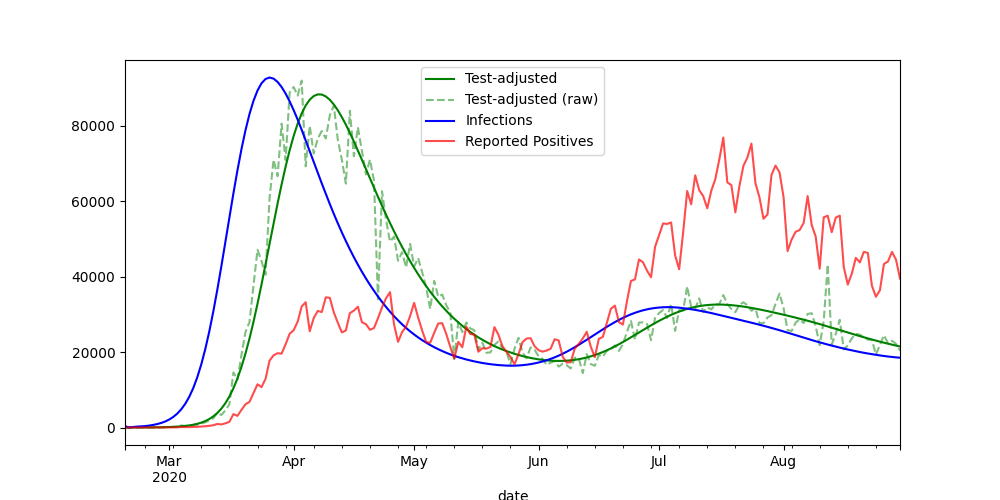 Test-adjusted
Test-adjusted (raw)
Infections
Reported Positives
80000
60000
40000
20000
0
Mar Apr May Jun Jul Aug
2020
date